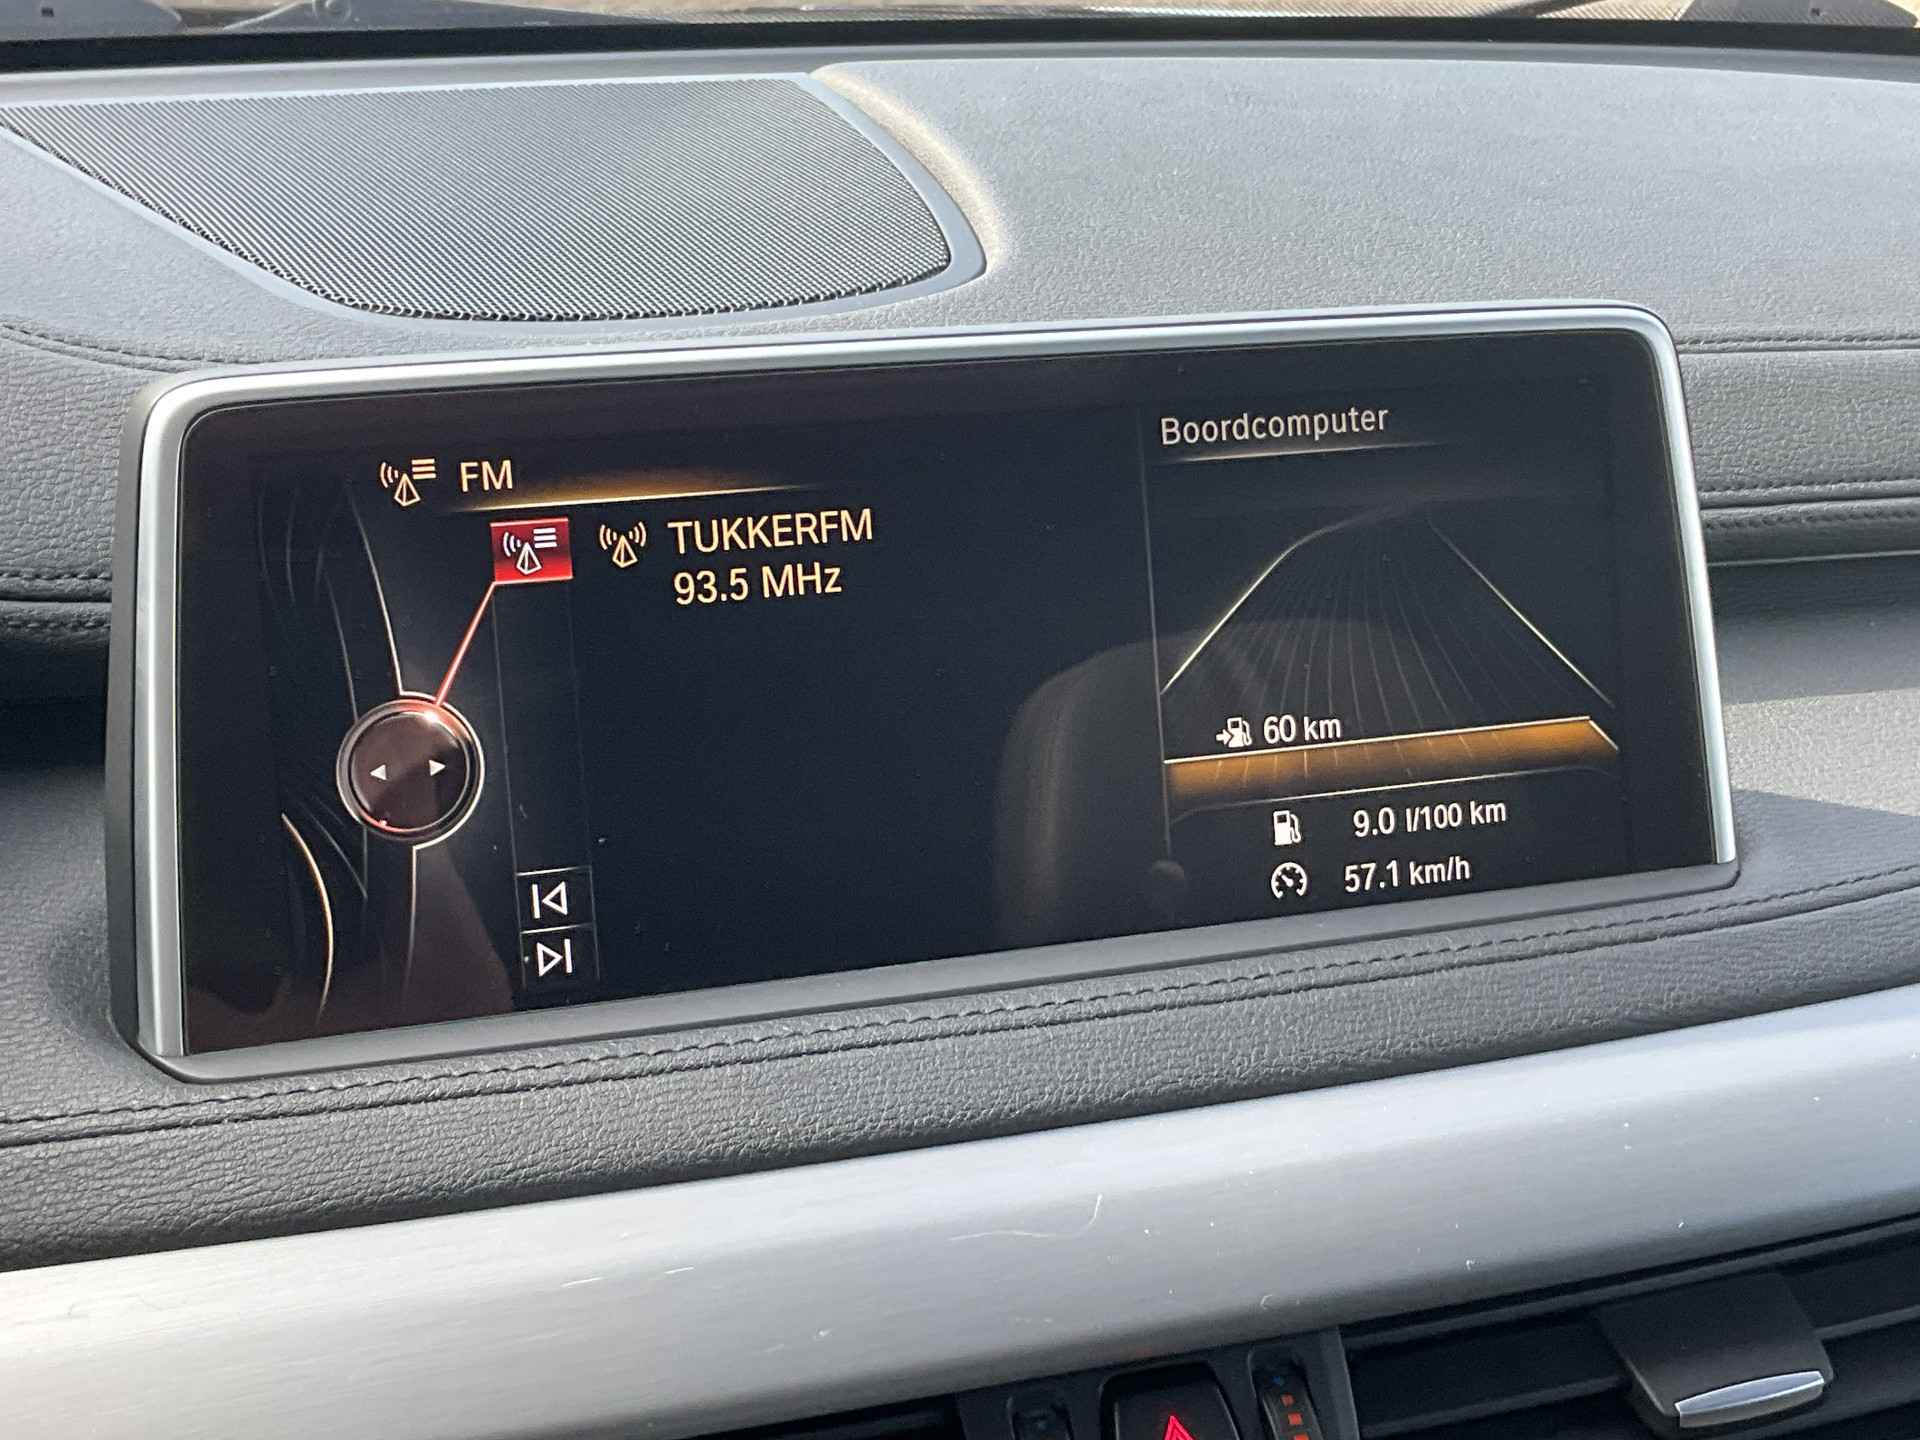 FM
TUKKERFM
93.5 MHz
Boordcomputer
60 km
9.0 l/100 km
57.1 km/h